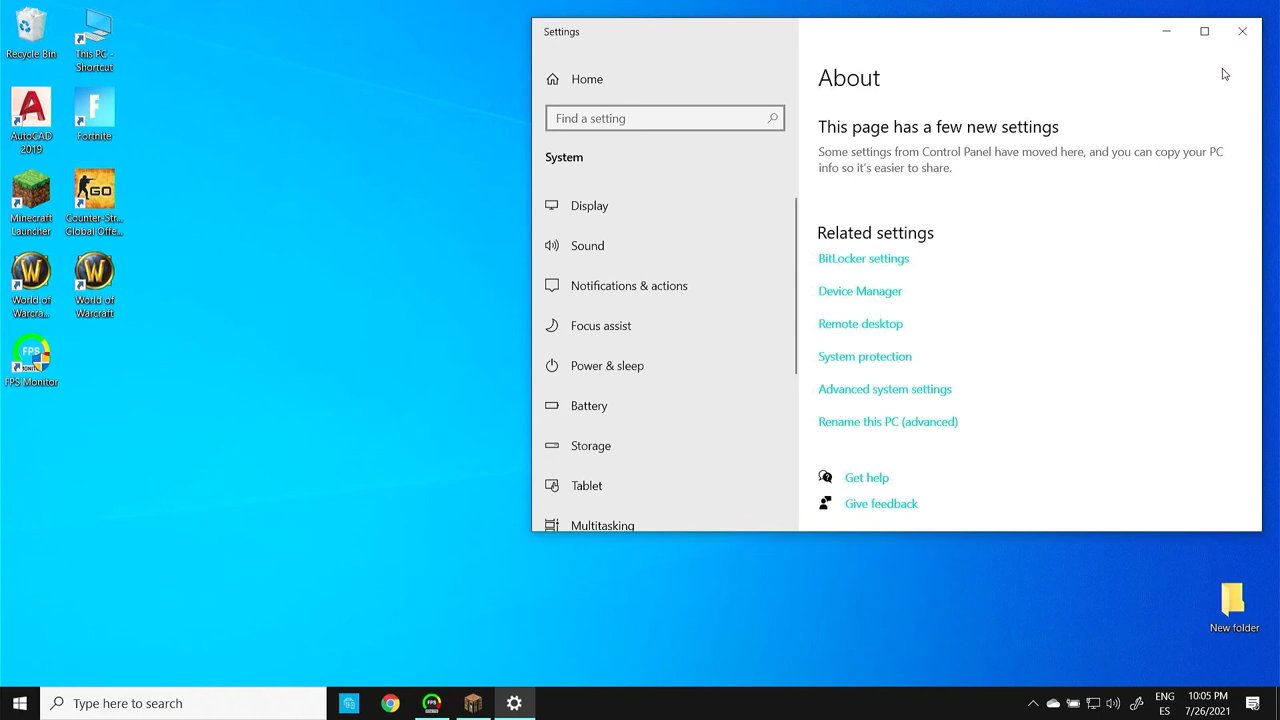 Recycle Bin
This PC -
Shortcut
AutoCAD
2019
Fortnite
Minecraft
Launcher
GO
Counter-Str...
Global Offe...
World of
Warcra...
World of
Warcraft
FPS
FPS Monitor
Settings
Home
Find a setting
System
Display
Sound
Notifications & actions
Focus assist
Power & sleep
Battery
Storage
Tablet
Multitasking
About
This page has a few new settings
Some settings from Control Panel have moved here, and you can copy your PC
info so it's easier to share.
Related settings
BitLocker settings
Device Manager
Remote desktop
System protection
Advanced system settings
Rename this PC (advanced)
Get help
Give feedback
New folder
Type here to search
FPS
ENG
ES
10:05 PM
7/26/2021